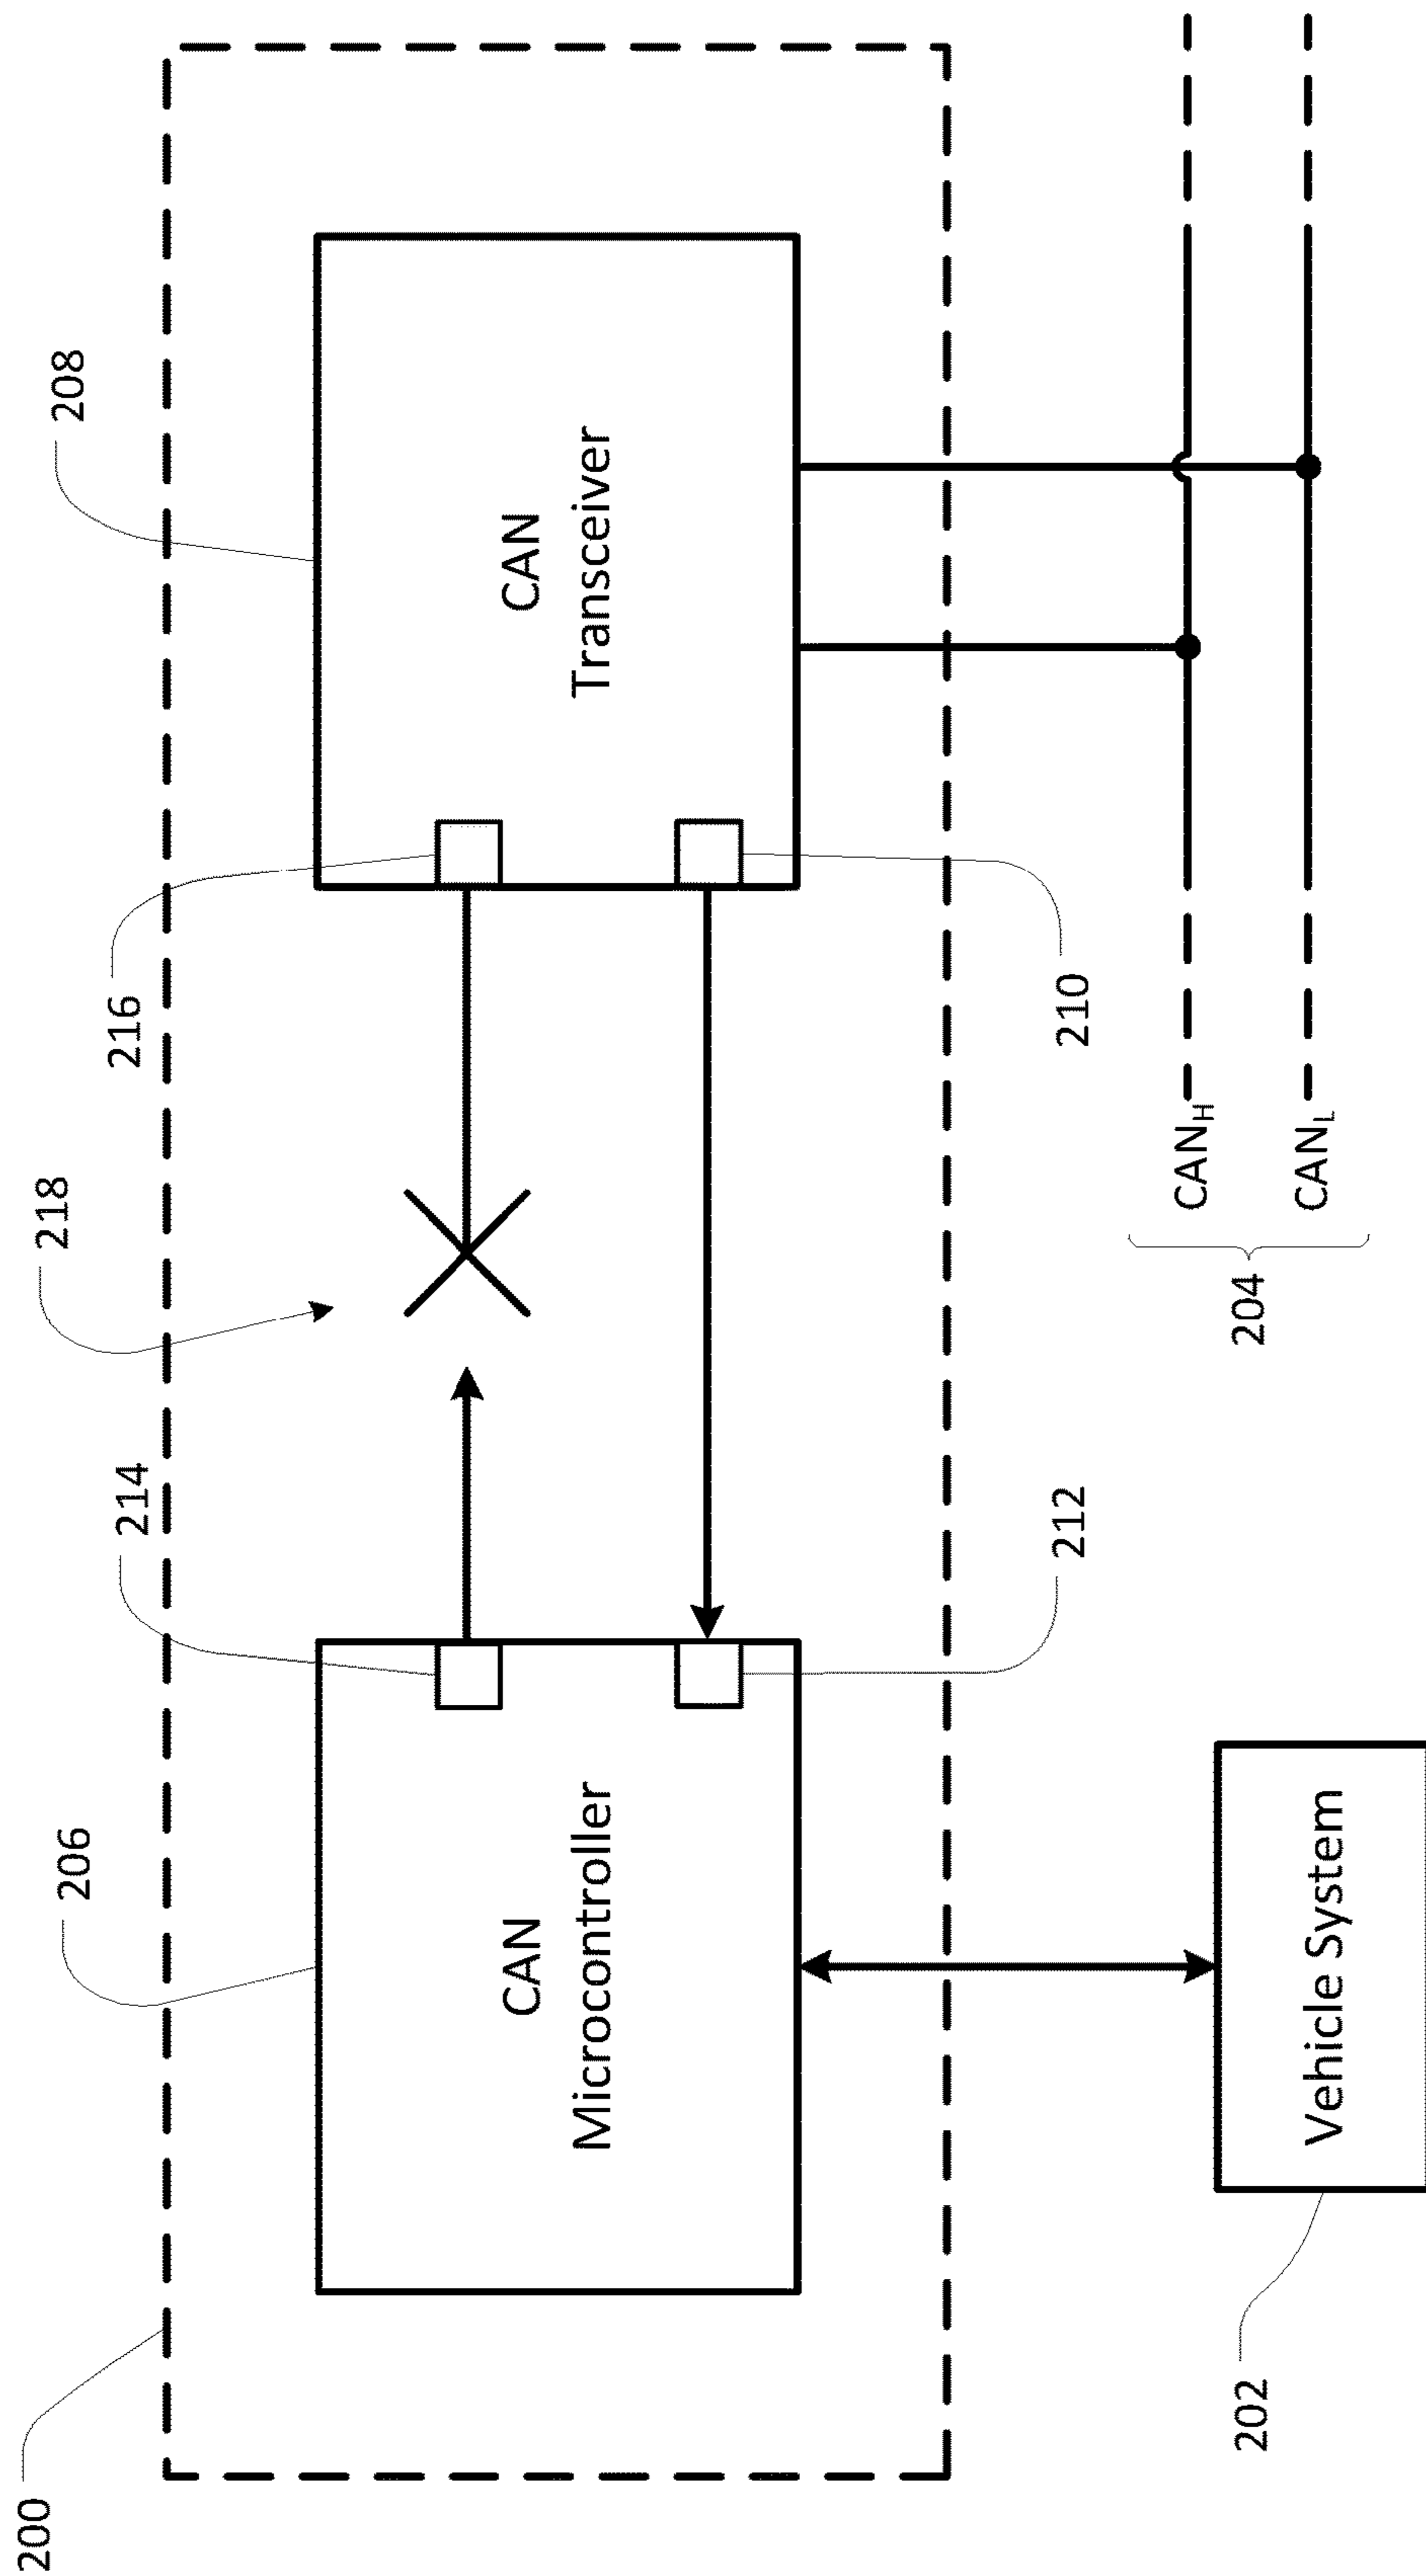 200
206
214
218
216
208
CAN
Microcontroller
CAN
Transceiver
212
210
202
Vehicle System
204
CANH
CANL